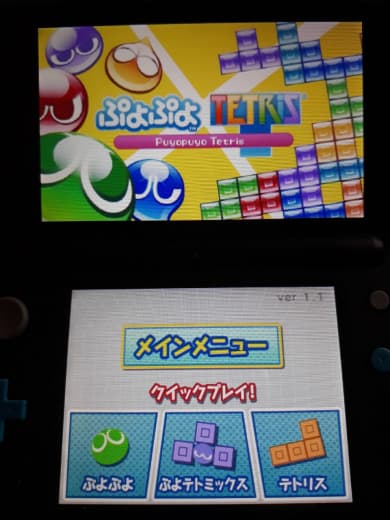 ぷよぷよ™ TETRIS
Puyopuyo Tetris
ver 1.1
メインメニュー
クイックプレイ!
ぷよぷよ
ぷよテトミックス
テトリス